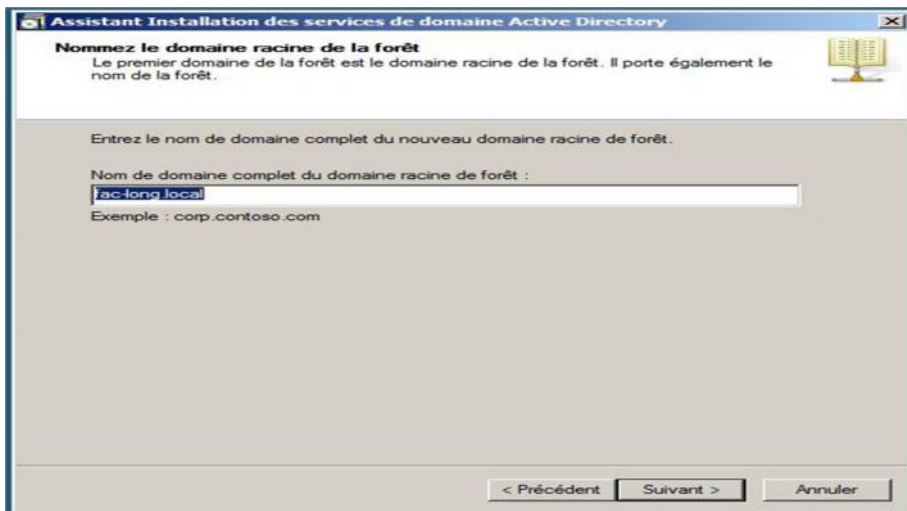 Assistant Installation des services de domaine Active Directory
Nommez le domaine racine de la forêt
Le premier domaine de la forêt est le domaine racine de la forêt. Il porte également le
nom de la forêt.
Entrez le nom de domaine complet du nouveau domaine racine de forêt.
Nom de domaine complet du domaine racine de forêt :
fac-long.local
Exemple : corp.contoso.com
< Précédent
Suivant >
Annuler